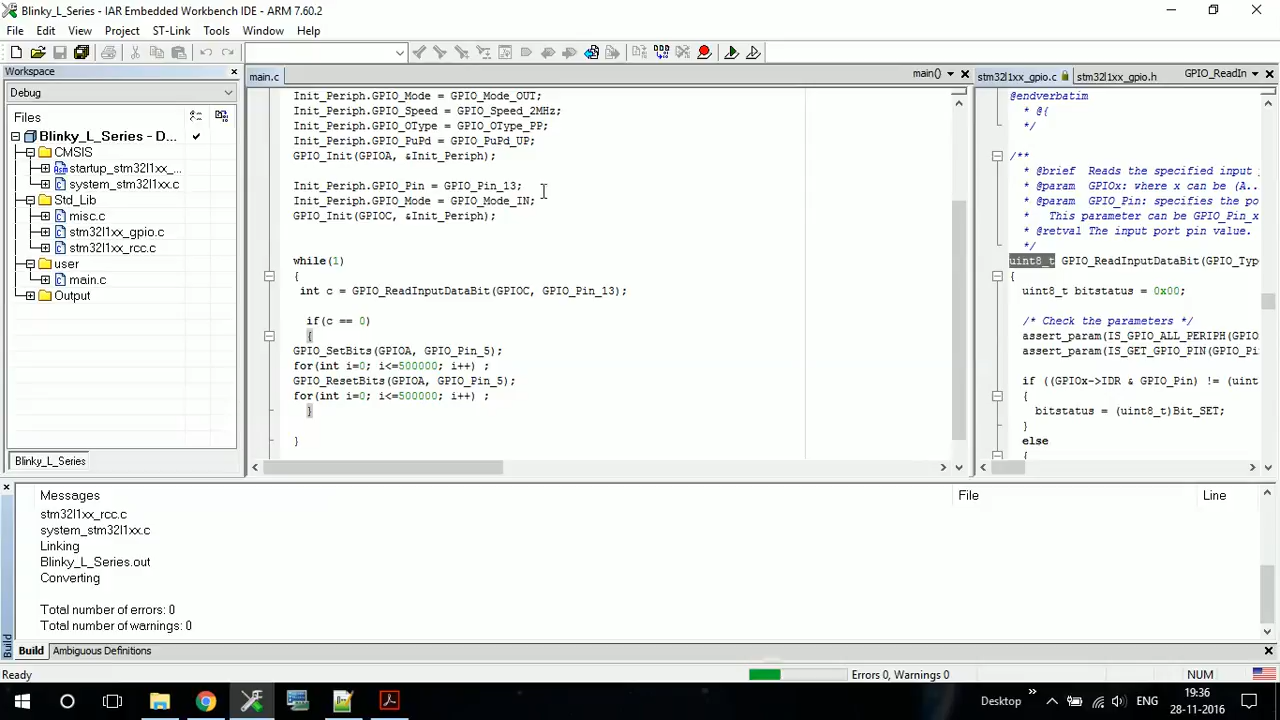 Blinky_L_Series - IAR Embedded Workbench IDE - ARM 7.60.2
File Edit View Project ST-Link Tools Window Help
Workspace
Debug
Files
Blinky_L_Series - D...
CMSIS
startup_stm32l1xx_...
system_stm32l1xx.c
Std_Lib
misc.c
stm32l1xx_gpio.c
stm32l1xx_rcc.c
user
main.c
Output
Blinky_L_Series
main.c
main()
Init_Periph.GPIO_Mode = GPIO_Mode_OUT;
Init_Periph.GPIO_Speed = GPIO_Speed_2MHz;
Init_Periph.GPIO_OType = GPIO_OType_PP;
Init_Periph.GPIO_PuPd = GPIO_PuPd_UP;
GPIO_Init(GPIOA, &Init_Periph);
Init_Periph.GPIO_Pin = GPIO_Pin_13;
Init_Periph.GPIO_Mode = GPIO_Mode_IN;
GPIO_Init(GPIOC, &Init_Periph);
while(1)
{
int c = GPIO_ReadInputDataBit(GPIOC, GPIO_Pin_13);
if(c == 0)
{
GPIO_SetBits(GPIOA, GPIO_Pin_5);
for(int i=0; i<=500000; i++) ;
GPIO_ResetBits(GPIOA, GPIO_Pin_5);
for(int i=0; i<=500000; i++) ;
}
}
stm32l1xx_gpio.c stm32l1xx_gpio.h GPIO_ReadIn
@endverbatim
* @{
*/
/**
* @brief Reads the specified input
* @param GPIOx: where x can be (A..
* @param GPIO_Pin: specifies the po
* This parameter can be GPIO_Pin_x
* @retval The input port pin value.
*/
uint8_t GPIO_ReadInputDataBit(GPIO_Typ
{
uint8_t bitstatus = 0x00;
/* Check the parameters */
assert_param(IS_GPIO_ALL_PERIPH(GPIO
assert_param(IS_GET_GPIO_PIN(GPIO_Pi
if ((GPIOx->IDR & GPIO_Pin) != (uint
{
bitstatus = (uint8_t)Bit_SET;
}
else
{
Messages File Line
stm32l1xx_rcc.c
system_stm32l1xx.c
Linking
Blinky_L_Series.out
Converting
Total number of errors: 0
Total number of warnings: 0
Build
Build Ambiguous Definitions
Ready Errors 0, Warnings 0 NUM
Desktop ENG 19:36
28-11-2016